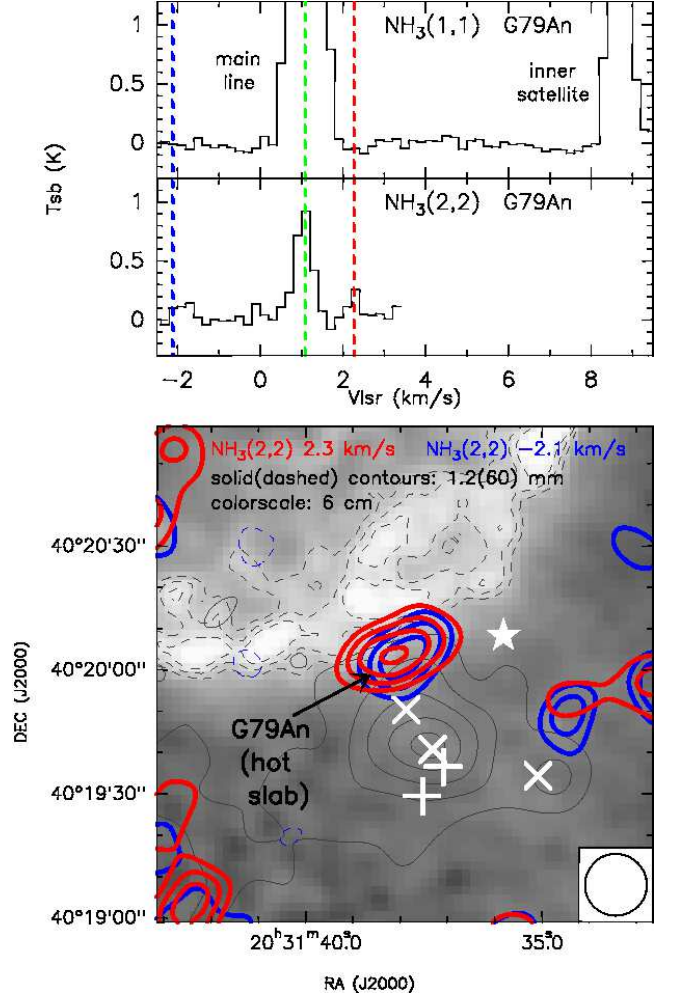 NH3(1,1) G79An
main
line
inner
satellite
1
0.5
0
Tsb (K)
NH3(2,2) G79An
1
0.5
0
−2 0 2 4 6 8
Vlsr (km/s)
NH3(2,2) 2.3 km/s NH3(2,2) −2.1 km/s
solid(dashed) contours: 1.2(60) mm
colorscale: 6 cm
40°20'30''
40°20'00''
G79An
(hot
slab)
40°19'30''
40°19'00''
DEC (J2000)
20h31m40.0s 35.s
RA (J2000)